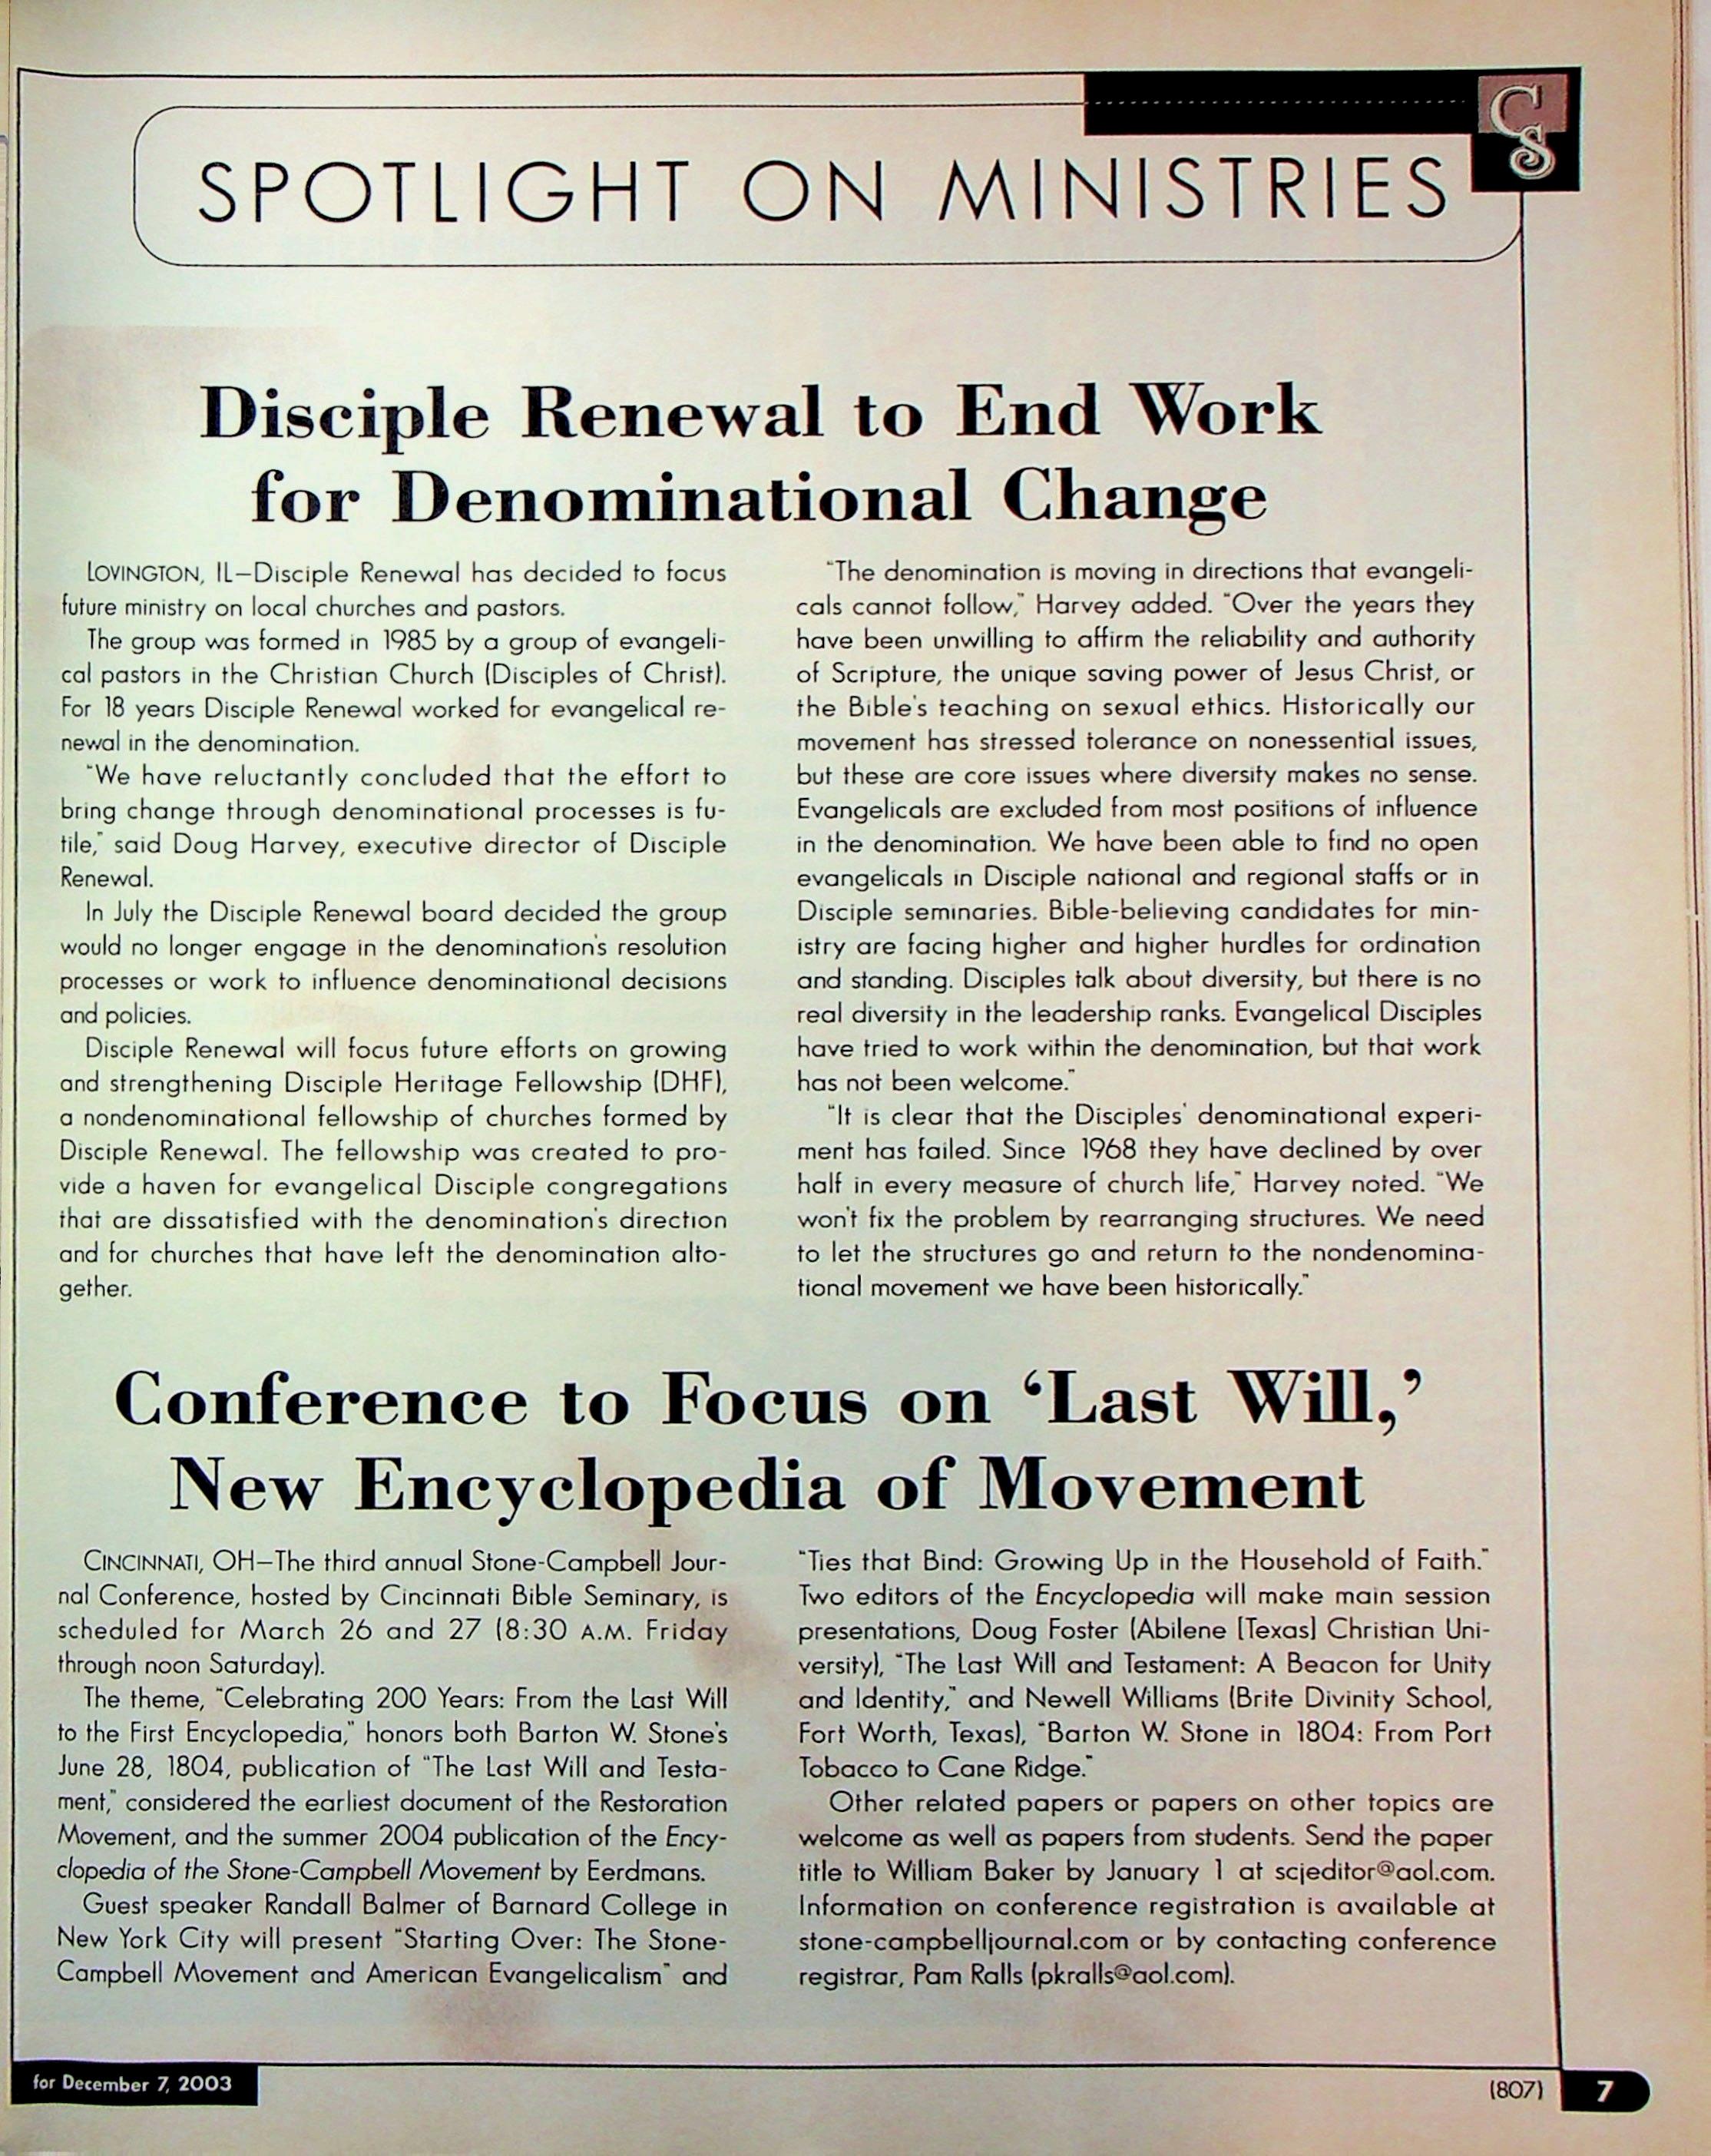 CS
SPOTLIGHT ON MINISTRIES
Disciple Renewal to End Work
for Denominational Change
LOVINGTON, IL—Disciple Renewal has decided to focus
future ministry on local churches and pastors.
The group was formed in 1985 by a group of evangeli-
cal pastors in the Christian Church (Disciples of Christ).
For 18 years Disciple Renewal worked for evangelical re-
newal in the denomination.
"We have reluctantly concluded that the effort to
bring change through denominational processes is fu-
tile," said Doug Harvey, executive director of Disciple
Renewal.
In July the Disciple Renewal board decided the group
would no longer engage in the denomination's resolution
processes or work to influence denominational decisions
and policies.
Disciple Renewal will focus future efforts on growing
and strengthening Disciple Heritage Fellowship (DHF),
a nondenominational fellowship of churches formed by
Disciple Renewal. The fellowship was created to pro-
vide a haven for evangelical Disciple congregations
that are dissatisfied with the denomination's direction
and for churches that have left the denomination alto-
gether.
"The denomination is moving in directions that evangeli-
cals cannot follow," Harvey added. "Over the years they
have been unwilling to affirm the reliability and authority
of Scripture, the unique saving power of Jesus Christ, or
the Bible's teaching on sexual ethics. Historically our
movement has stressed tolerance on nonessential issues,
but these are core issues where diversity makes no sense.
Evangelicals are excluded from most positions of influence
in the denomination. We have been able to find no open
evangelicals in Disciple national and regional staffs or in
Disciple seminaries. Bible-believing candidates for min-
istry are facing higher and higher hurdles for ordination
and standing. Disciples talk about diversity, but there is no
real diversity in the leadership ranks. Evangelical Disciples
have tried to work within the denomination, but that work
has not been welcome."
"It is clear that the Disciples' denominational experi-
ment has failed. Since 1968 they have declined by over
half in every measure of church life," Harvey noted. "We
won't fix the problem by rearranging structures. We need
to let the structures go and return to the nondenomina-
tional movement we have been historically."
Conference to Focus on 'Last Will,'
New Encyclopedia of Movement
CINCINNATI, OH—The third annual Stone-Campbell Jour-
nal Conference, hosted by Cincinnati Bible Seminary, is
scheduled for March 26 and 27 (8:30 A.M. Friday
through noon Saturday).
The theme, "Celebrating 200 Years: From the Last Will
to the First Encyclopedia," honors both Barton W. Stone's
June 28, 1804, publication of "The Last Will and Testa-
ment," considered the earliest document of the Restoration
Movement, and the summer 2004 publication of the Ency-
clopedia of the Stone-Campbell Movement by Eerdmans.
Guest speaker Randall Balmer of Barnard College in
New York City will present "Starting Over: The Stone-
Campbell Movement and American Evangelicalism" and
"Ties that Bind: Growing Up in the Household of Faith."
Two editors of the Encyclopedia will make main session
presentations, Doug Foster (Abilene [Texas] Christian Uni-
versity), "The Last Will and Testament: A Beacon for Unity
and Identity," and Newell Williams (Brite Divinity School,
Fort Worth, Texas), "Barton W. Stone in 1804: From Port
Tobacco to Cane Ridge."
Other related papers or papers on other topics are
welcome as well as papers from students. Send the paper
title to William Baker by January 1 at scjeditor@aol.com.
Information on conference registration is available at
stone-campbelljournal.com or by contacting conference
registrar, Pam Ralls (pkralls@aol.com).
for December 7, 2003
(807) 7